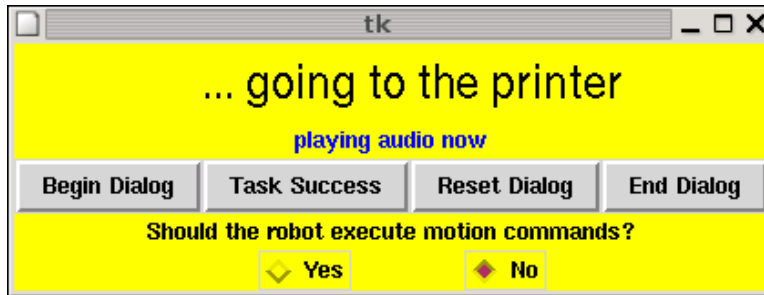 tk
... going to the printer
playing audio now
Begin Dialog Task Success Reset Dialog End Dialog
Should the robot execute motion commands?
Yes No